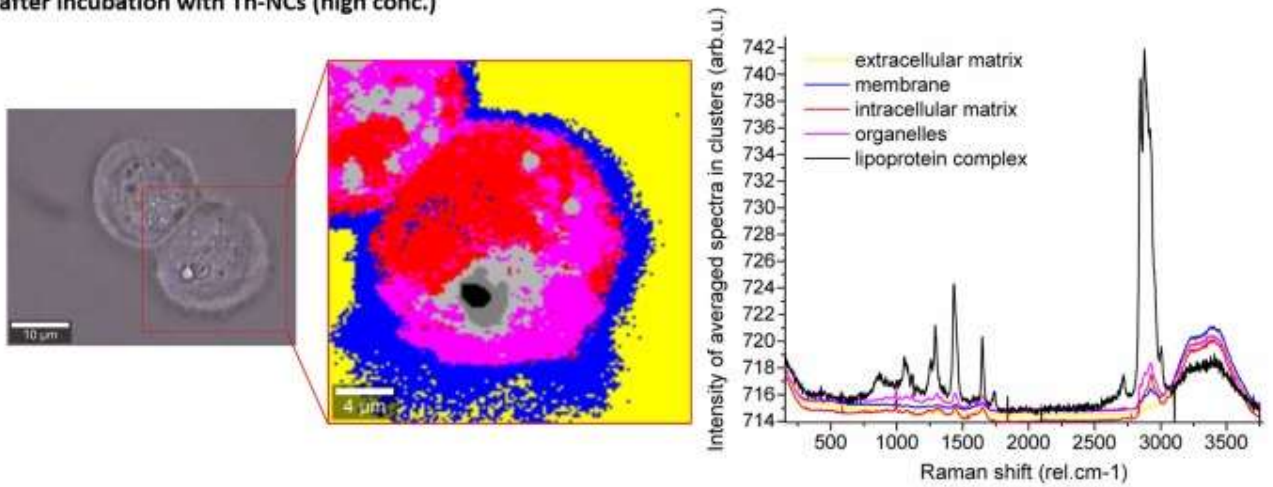 after incubation with Th-NCs (high conc.)
10 µm
4 µm
Intensity of averaged spectra in clusters (arb.u.)
742
740
738
736
734
732
730
728
726
724
722
720
718
716
714
extracellular matrix
membrane
intracellular matrix
organelles
lipoprotein complex
500 1000 1500 2000 2500 3000 3500
Raman shift (rel.cm-1)